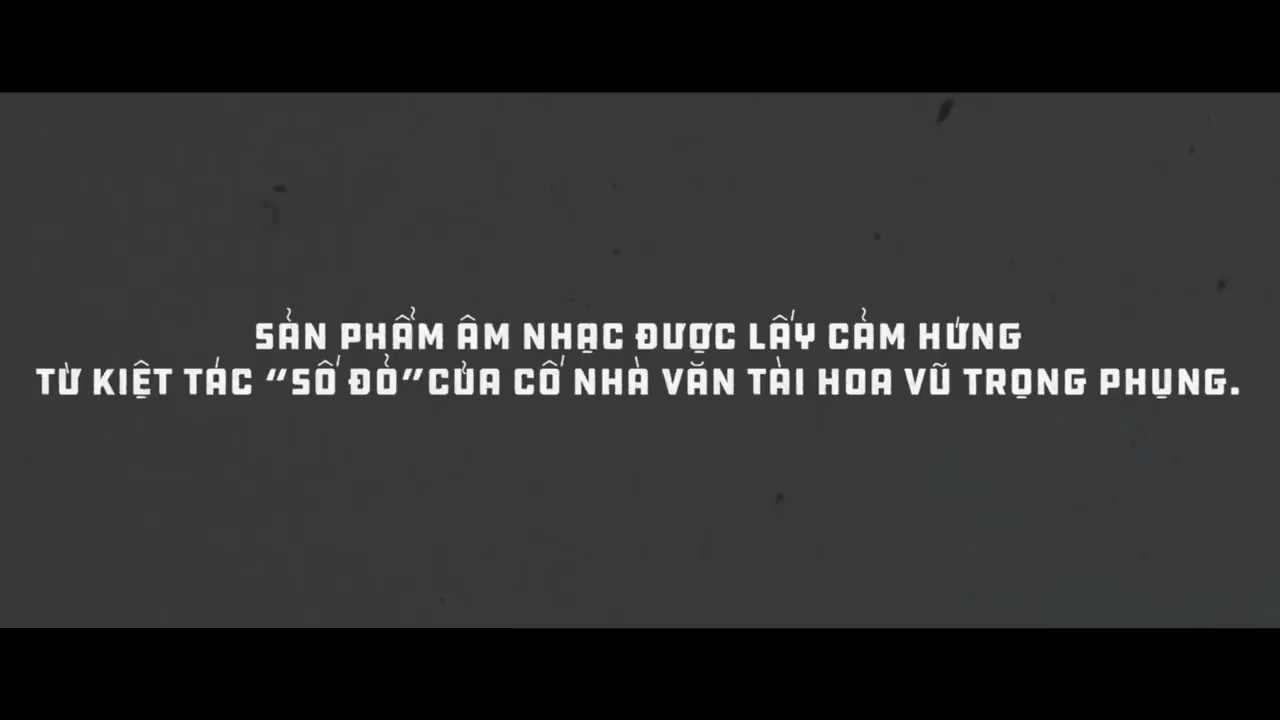 SẢN PHẨM ÂM NHẠC ĐƯỢC LẤY CẢM HỨNG
TỪ KIỆT TÁC “SỐ ĐỎ”CỦA CỐ NHÀ VĂN TÀI HOA VŨ TRỌNG PHỤNG.